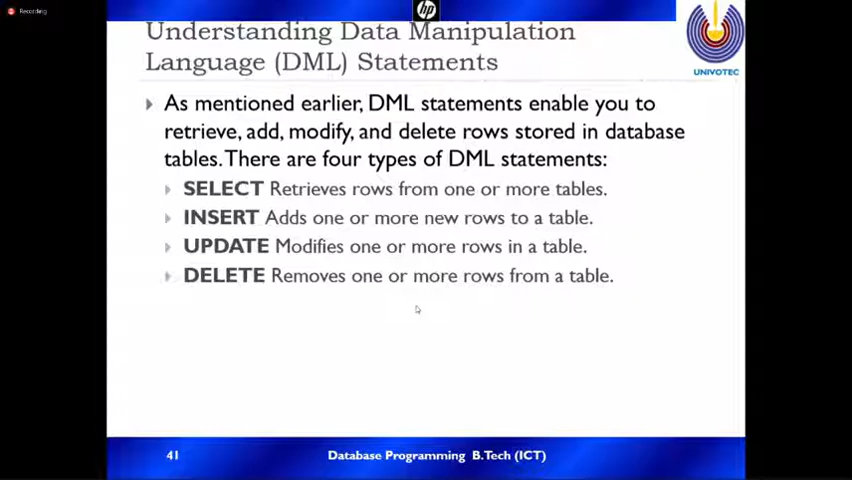 Recording
hp
Understanding Data Manipulation
Language (DML) Statements
UNIVOTEC
As mentioned earlier, DML statements enable you to
retrieve, add, modify, and delete rows stored in database
tables. There are four types of DML statements:
SELECT Retrieves rows from one or more tables.
INSERT Adds one or more new rows to a table.
UPDATE Modifies one or more rows in a table.
DELETE Removes one or more rows from a table.
41
Database Programming B.Tech (ICT)